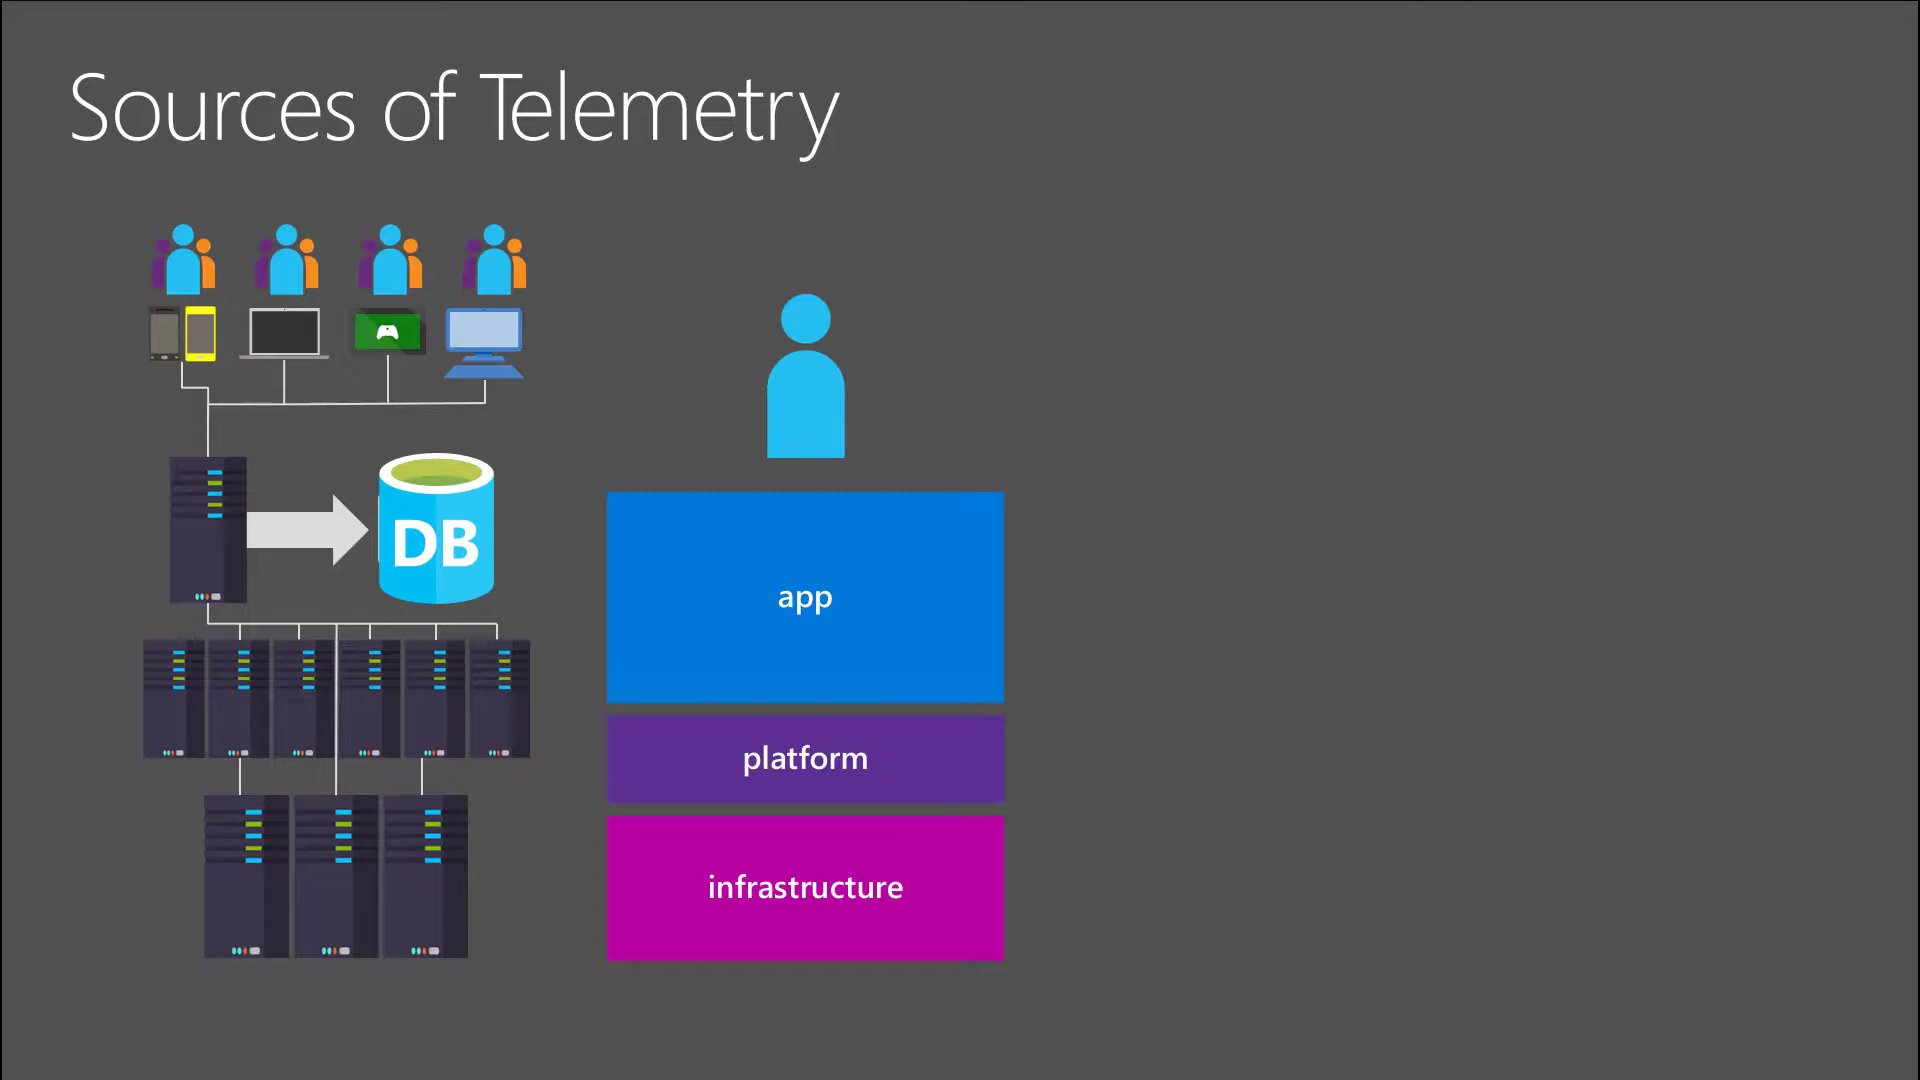 Sources of Telemetry
DB
app
platform
infrastructure